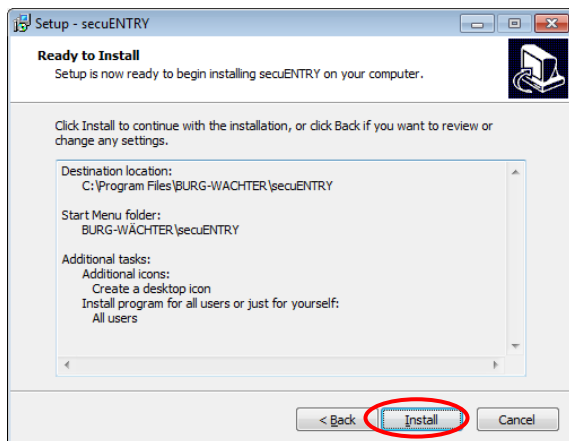 Setup - secuENTRY
Ready to Install
Setup is now ready to begin installing secuENTRY on your computer.
Click Install to continue with the installation, or click Back if you want to review or
change any settings.
Destination location:
C:\Program Files\BURG-WACHTER\secuENTRY
Start Menu folder:
BURG-WÄCHTER\secuENTRY
Additional tasks:
Additional icons:
Create a desktop icon
Install program for all users or just for yourself:
All users
< Back
Install
Cancel